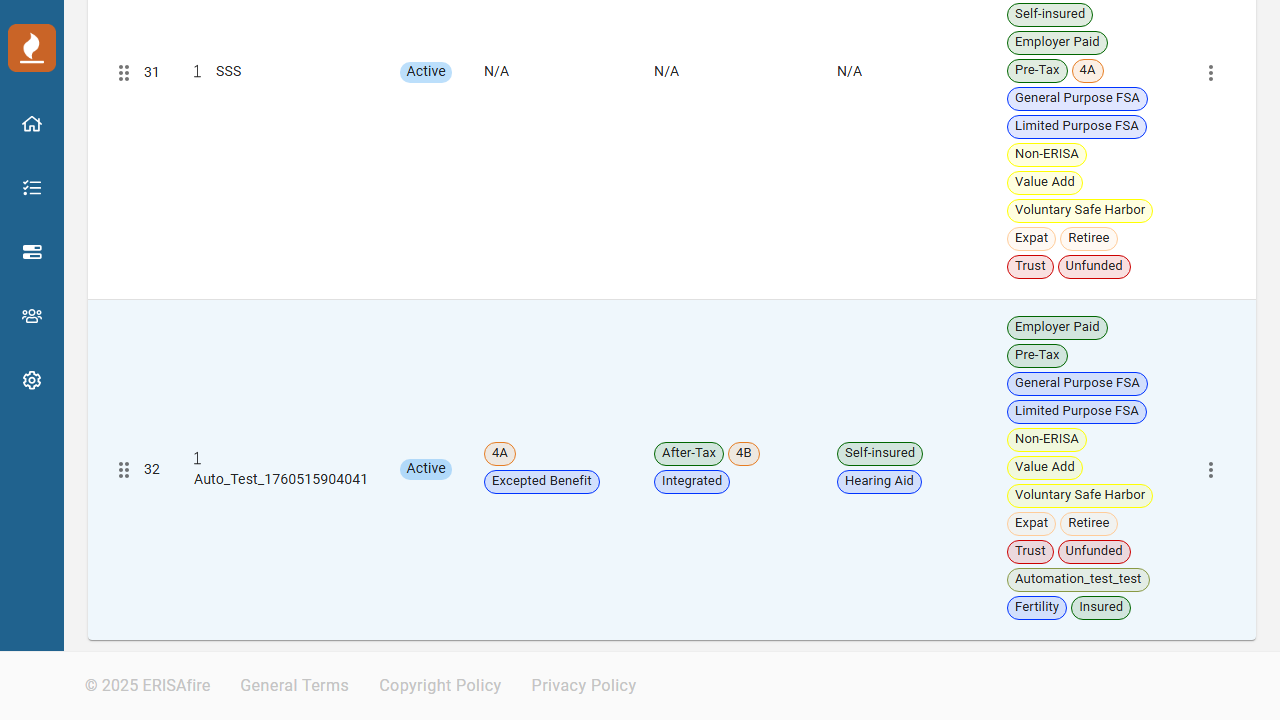 Self-insured
Employer Paid
31 1 SSS Active N/A N/A N/A Pre-Tax 4A
General Purpose FSA
Limited Purpose FSA
Non-ERISA
Value Add
Voluntary Safe Harbor
Expat Retiree
Trust Unfunded
Employer Paid
Pre-Tax
General Purpose FSA
Limited Purpose FSA
Non-ERISA
32 1 Auto_Test_1760515904041 Active
4A After-Tax 4B Self-insured
Excepted Benefit Integrated Hearing Aid
Value Add
Voluntary Safe Harbor
Expat Retiree
Trust Unfunded
Automation_test_test
Fertility Insured
© 2025 ERISAfire General Terms Copyright Policy Privacy Policy